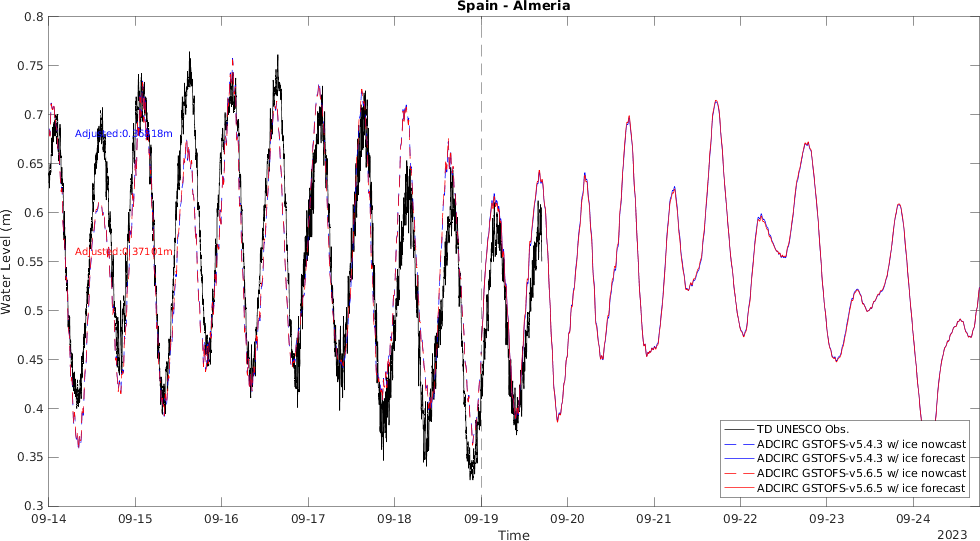 Spain - Almeria
0.8
0.75
0.7
Adjusted:0.36818m
0.65
0.6
0.55
Adjusted:0.37101m
0.5
0.45
0.4
0.35
0.3
Water Level (m)
TD UNESCO Obs.
ADCIRC GSTOFS-v5.4.3 w/ ice nowcast
ADCIRC GSTOFS-v5.4.3 w/ ice forecast
ADCIRC GSTOFS-v5.6.5 w/ ice nowcast
ADCIRC GSTOFS-v5.6.5 w/ ice forecast
09-14 09-15 09-16 09-17 09-18 09-19 09-20 09-21 09-22 09-23 09-24
Time
2023